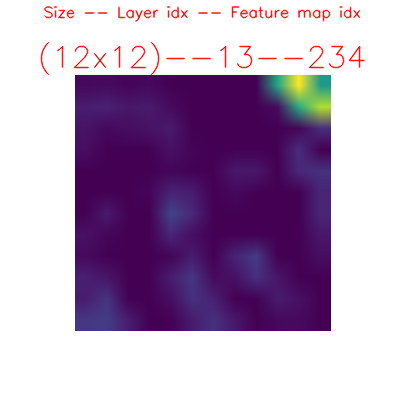 Size -- Layer idx -- Feature map idx
(12x12)--13--234